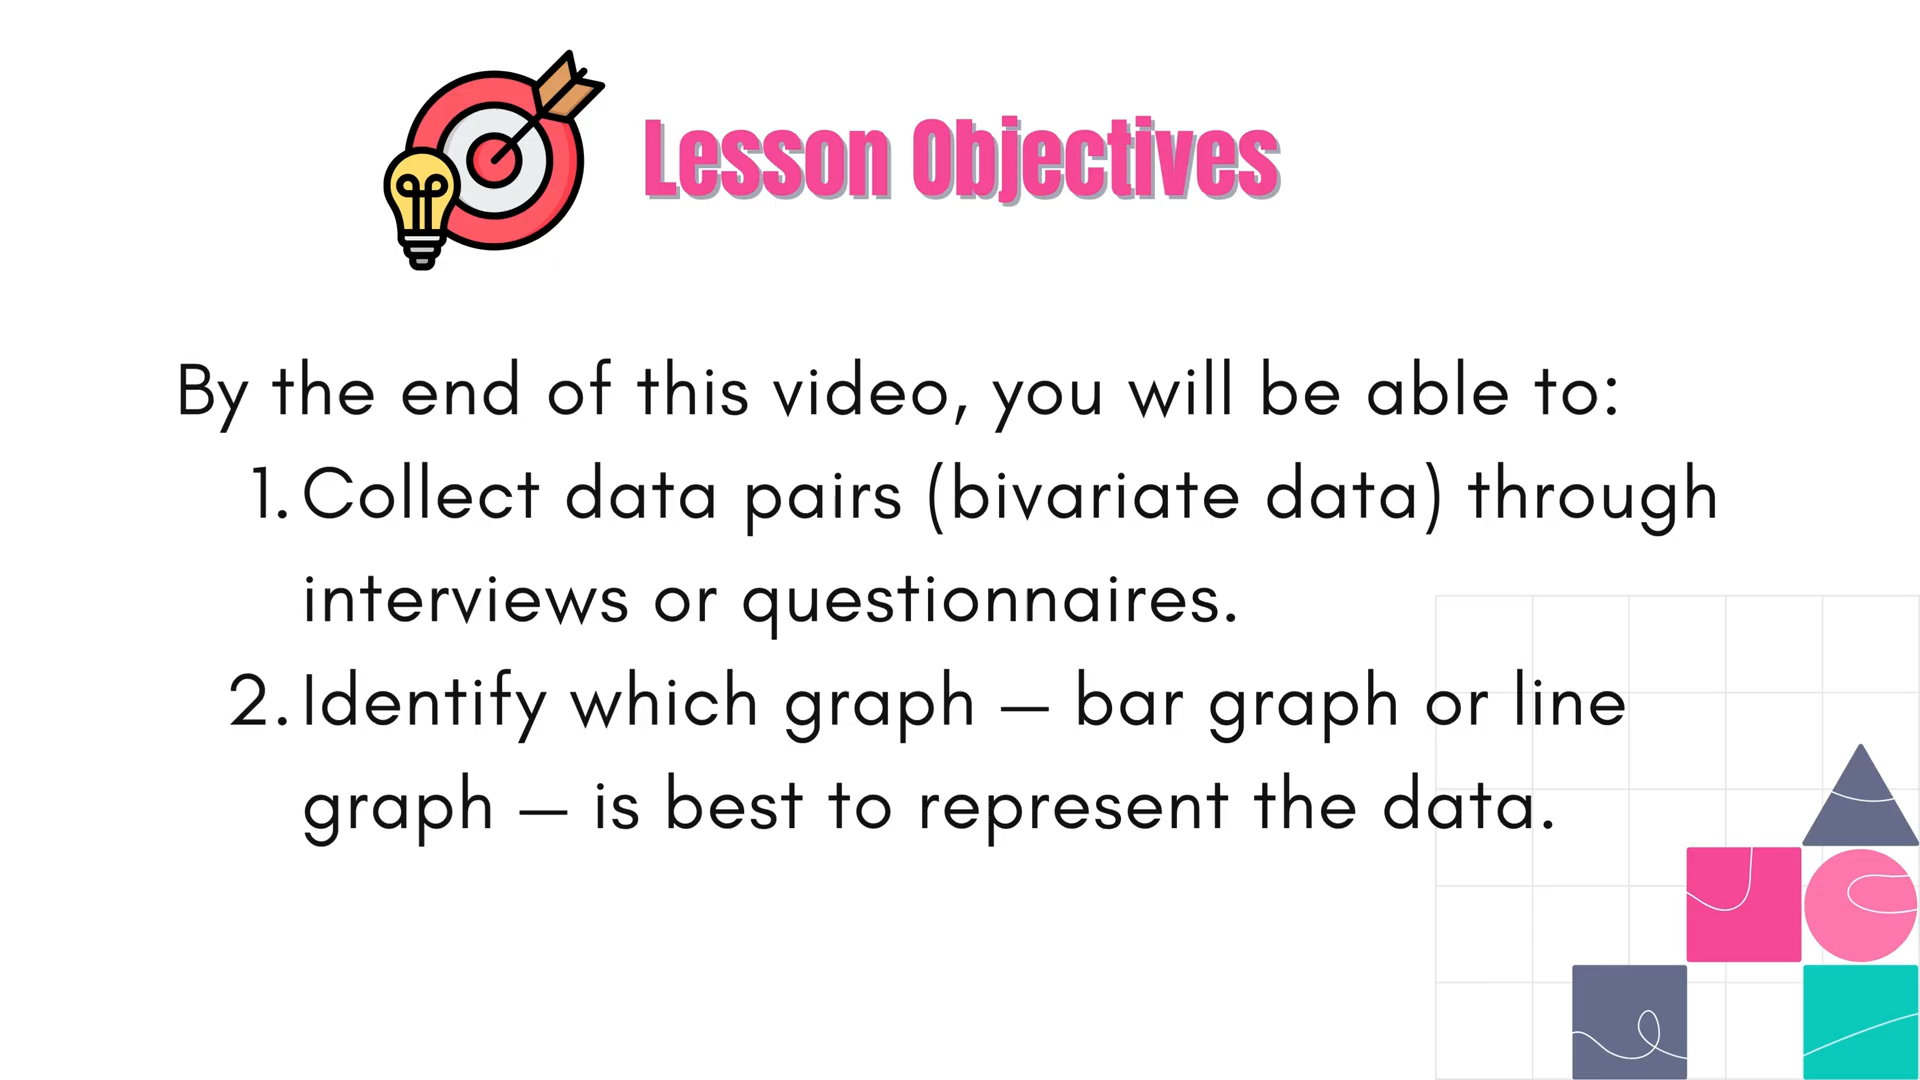 Lesson Objectives
By the end of this video, you will be able to:
1. Collect data pairs (bivariate data) through
interviews or questionnaires.
2. Identify which graph — bar graph or line
graph — is best to represent the data.